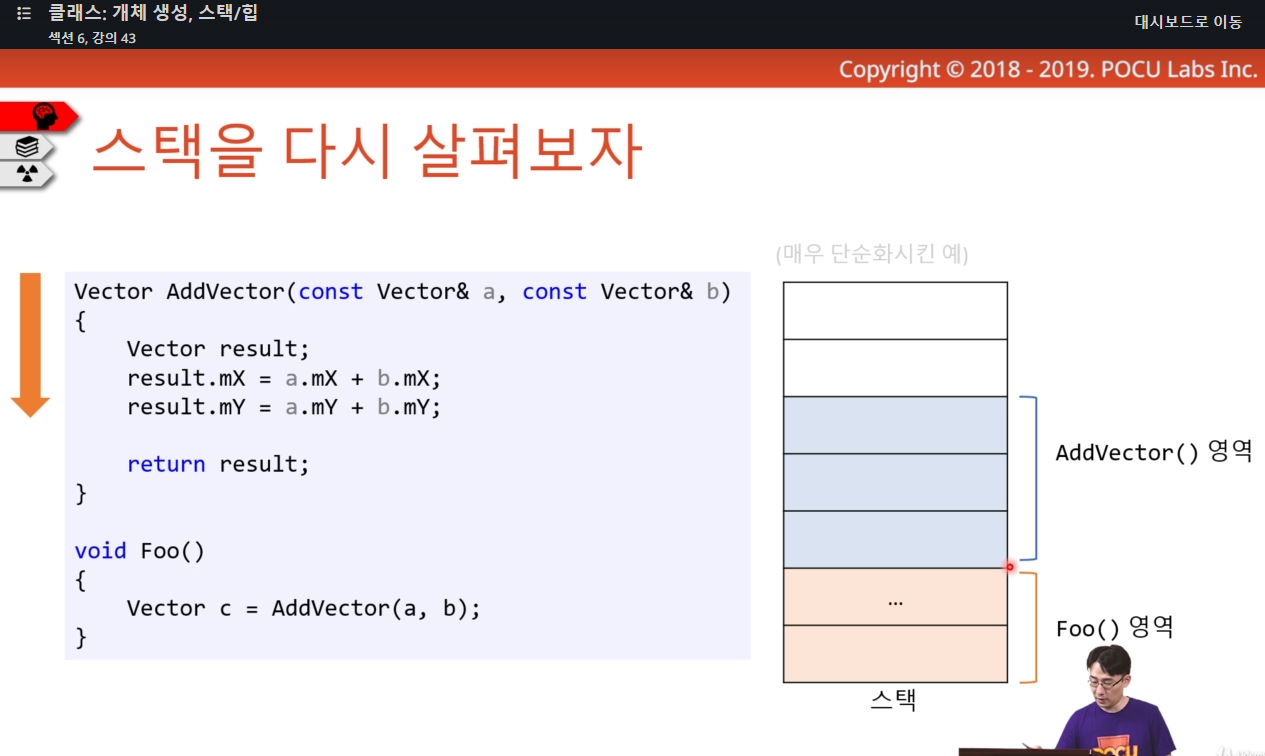 클래스: 개체 생성, 스택/힙
섹션 6, 강의 43
대시보드로 이동
Copyright © 2018 - 2019. POCU Labs Inc.
스택을 다시 살펴보자
(매우 단순화시킨 예)
Vector AddVector(const Vector& a, const Vector& b)
{
Vector result;
result.mX = a.mX + b.mX;
result.mY = a.mY + b.mY;
return result;
}
void Foo()
{
Vector c = AddVector(a, b);
}
AddVector() 영역
...
Foo() 영역
스택
POCU